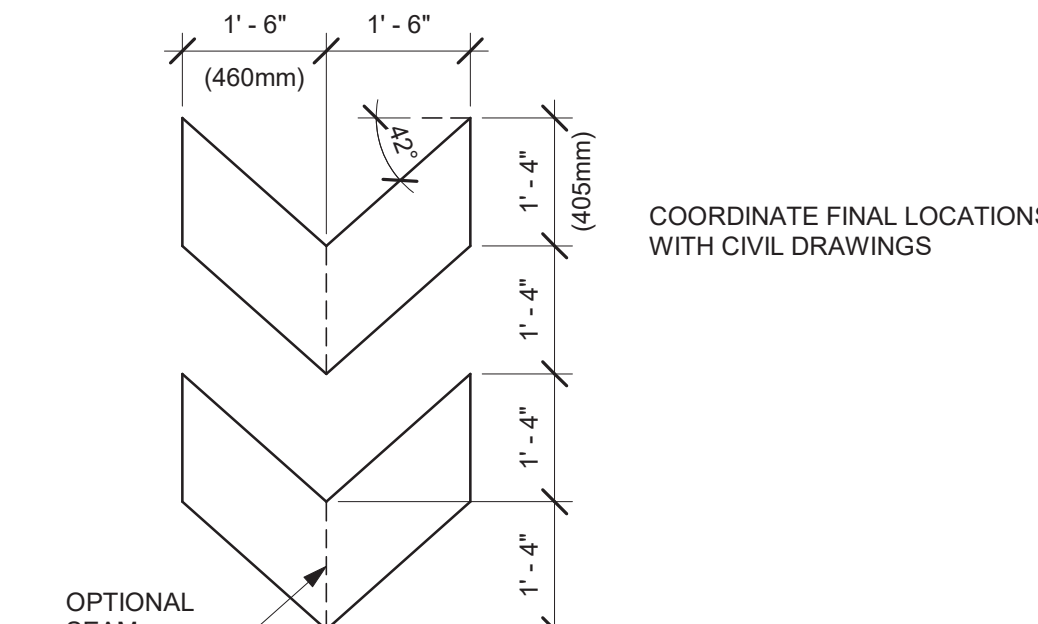 1' - 6" 1' - 6"
(460mm)
42°
1' - 4"
(405mm)
COORDINATE FINAL LOCATIONS
WITH CIVIL DRAWINGS
1' - 4"
1' - 4"
1' - 4"
OPTIONAL
SEAM